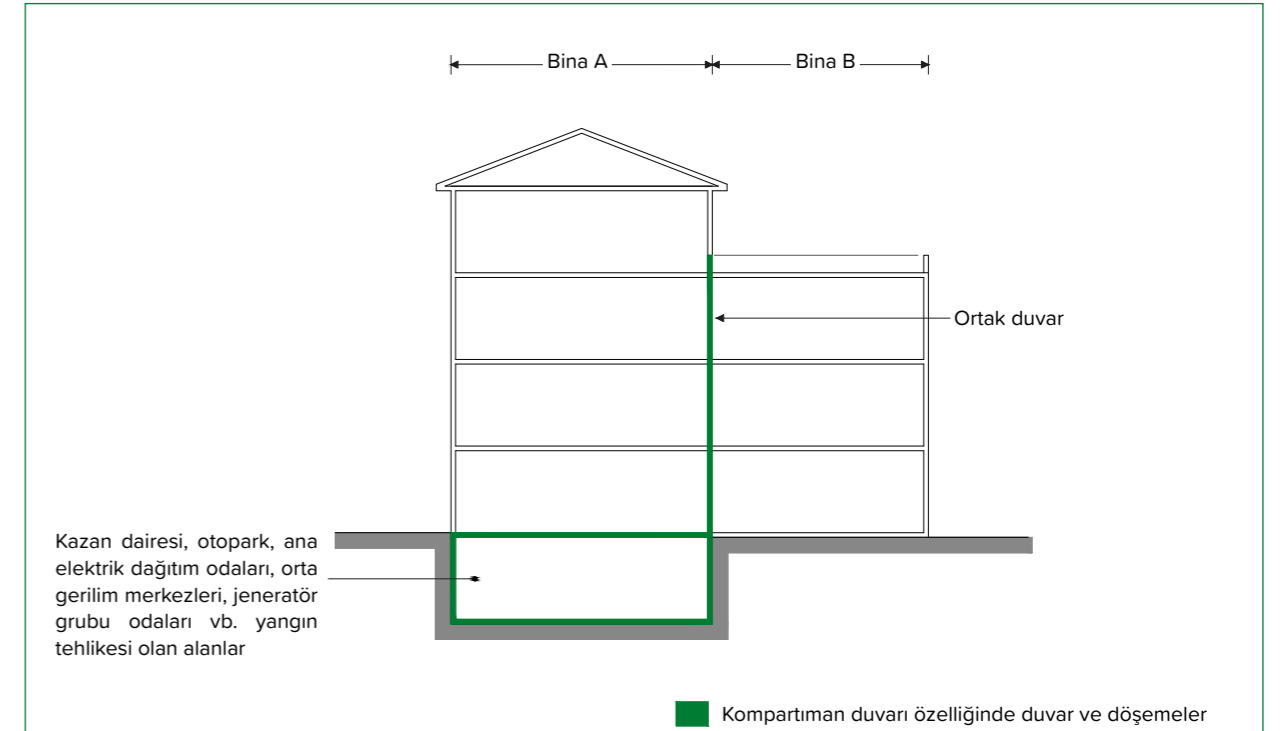 Bina A
Bina B
Ortak duvar
Kazan dairesi, otopark, ana
elektrik dağıtım odaları, orta
gerilim merkezleri, jeneratör
grubu odaları vb. yangın
tehlikesi olan alanlar
Kompartıman duvarı özelliğinde duvar ve döşemeler